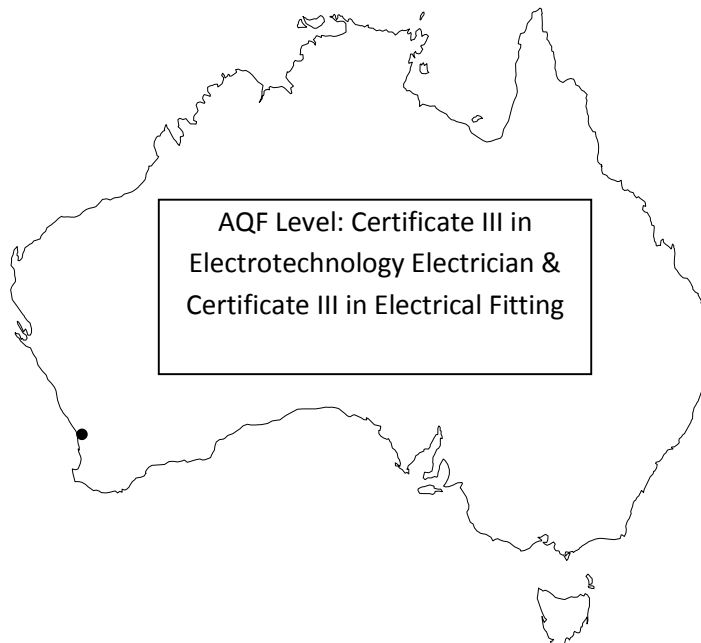 AQF Level: Certificate III in
Electrotechnology Electrician &
Certificate III in Electrical Fitting